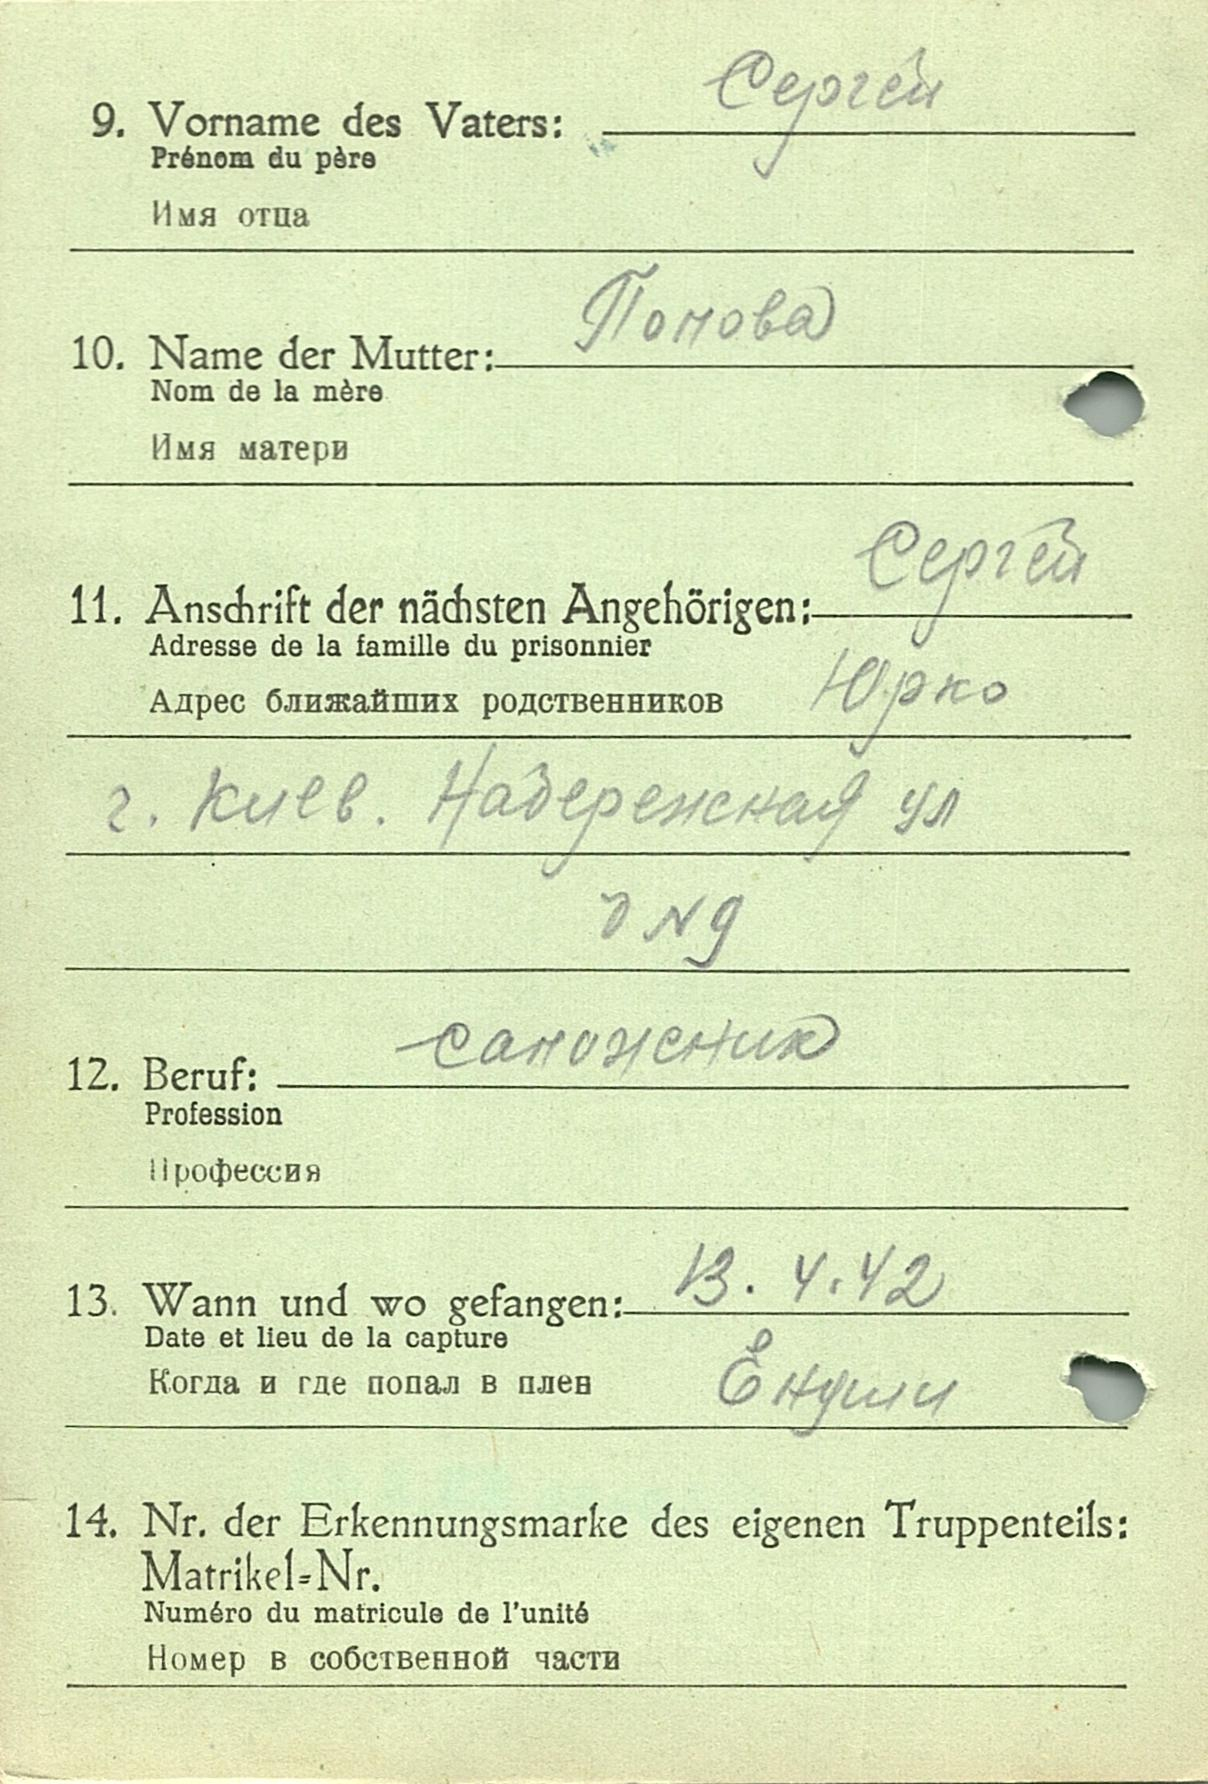 Сергей
9. Vorname des Vaters:
Prénom du père
Имя отца
Попова
10. Name der Mutter:
Nom de la mère
Имя матери
Сергей
11. Anschrift der nächsten Angehörigen:
Adresse de la famille du prisonnier
Адрес ближайших родственников Юрко
г. Киев. Набережная ул
д N 9
сапожник
12. Beruf:
Profession
Профессия
13. Wann und wo gefangen: 13. 4. 42
Date et lieu de la capture
Когда и где попал в плен
14. Nr. der Erkennungsmarke des eigenen Truppenteils:
Matrikel-Nr.
Numéro du matricule de l'unité
Номер в собственной части